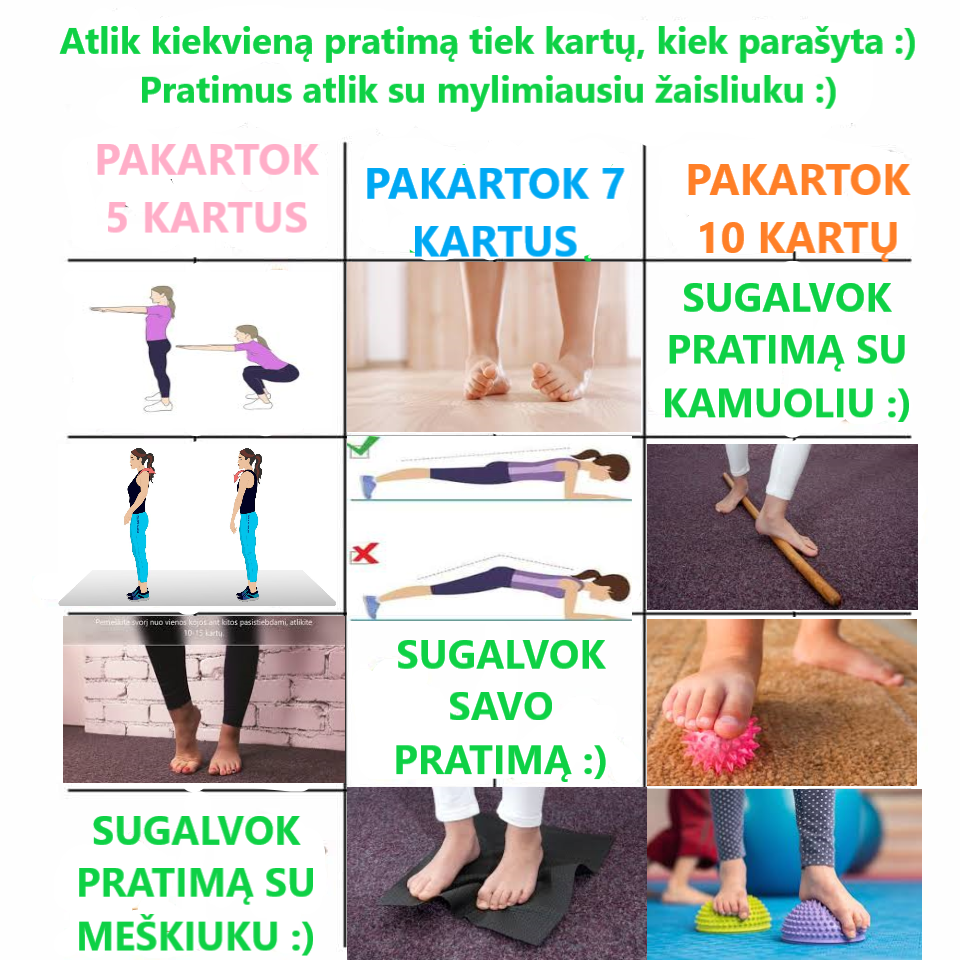 Atlik kiekvieną pratimą tiek kartų, kiek parašyta :)
Pratimus atlik su mylimiausiu žaisliuku :)
PAKARTOK
5 KARTUS
PAKARTOK 7
KARTUS
PAKARTOK
10 KARTŲ
SUGALVOK
PRATIMĄ SU
KAMUOLIU :)
Perneškite svorį nuo vienos kojos ant kitos pasistiebdami, atlikite
10-15 kartų.
SUGALVOK
SAVO
PRATIMĄ :)
SUGALVOK
PRATIMĄ SU
MEŠKIUKU :)